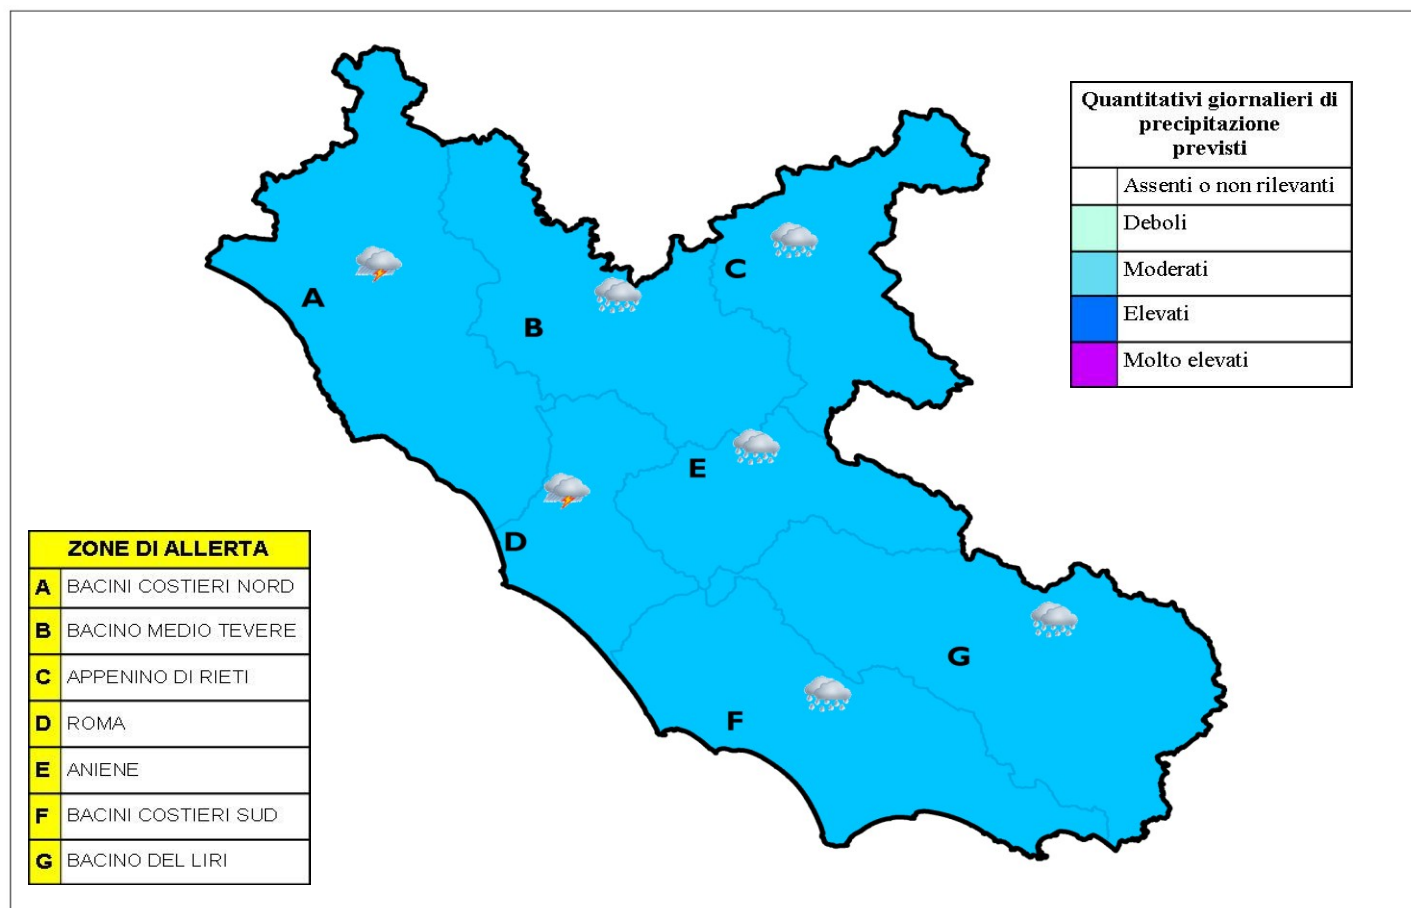 Quantitativi giornalieri di
precipitazione
previsti
Assenti o non rilevanti
Deboli
Moderati
Elevati
Molto elevati
A
B
C
D
E
F
G
ZONE DI ALLERTA
A BACINI COSTIERI NORD
B BACINO MEDIO TEVERE
C APPENINO DI RIETI
D ROMA
E ANIENE
F BACINI COSTIERI SUD
G BACINO DEL LIRI